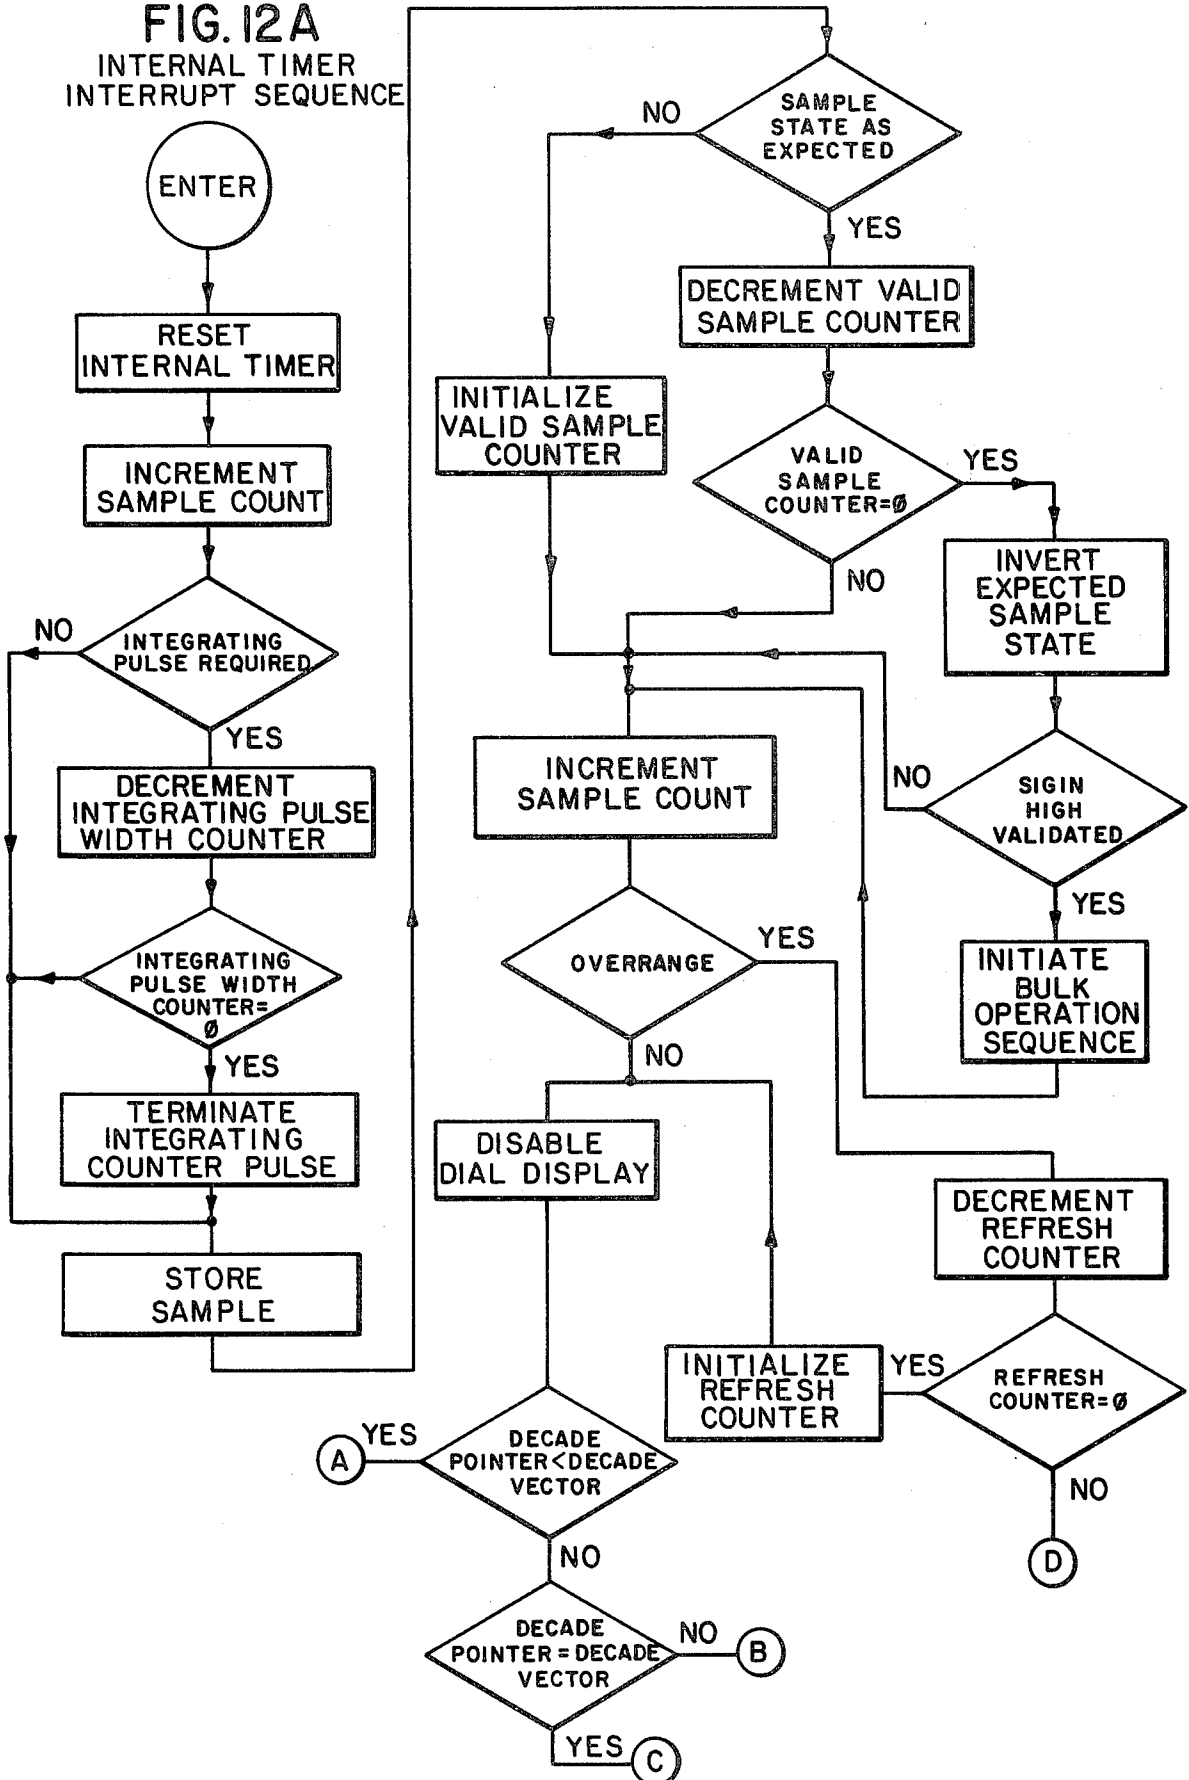 FIG. 12A
INTERNAL TIMER
INTERRUPT SEQUENCE
ENTER
RESET
INTERNAL TIMER
INCREMENT
SAMPLE COUNT
NO
INTEGRATING
PULSE REQUIRED
YES
DECREMENT
INTEGRATING PULSE
WIDTH COUNTER
INTEGRATING
PULSE WIDTH
COUNTER=
Ø
YES
TERMINATE
INTEGRATING
COUNTER PULSE
STORE
SAMPLE
SAMPLE
STATE AS
EXPECTED
NO
YES
DECREMENT VALID
SAMPLE COUNTER
INITIALIZE
VALID SAMPLE
COUNTER
VALID
SAMPLE
COUNTER=Ø
YES
NO
INVERT
EXPECTED
SAMPLE
STATE
INCREMENT
SAMPLE COUNT
NO
SIGIN
HIGH
VALIDATED
YES
INITIATE
BULK
OPERATION
SEQUENCE
OVERRANGE
YES
NO
DISABLE
DIAL DISPLAY
DECREMENT
REFRESH
COUNTER
INITIALIZE
REFRESH
COUNTER
YES
REFRESH
COUNTER=Ø
NO
D
YES
A
DECADE
POINTER<DECADE
VECTOR
NO
DECADE
POINTER=DECADE
VECTOR
NO
B
YES
C